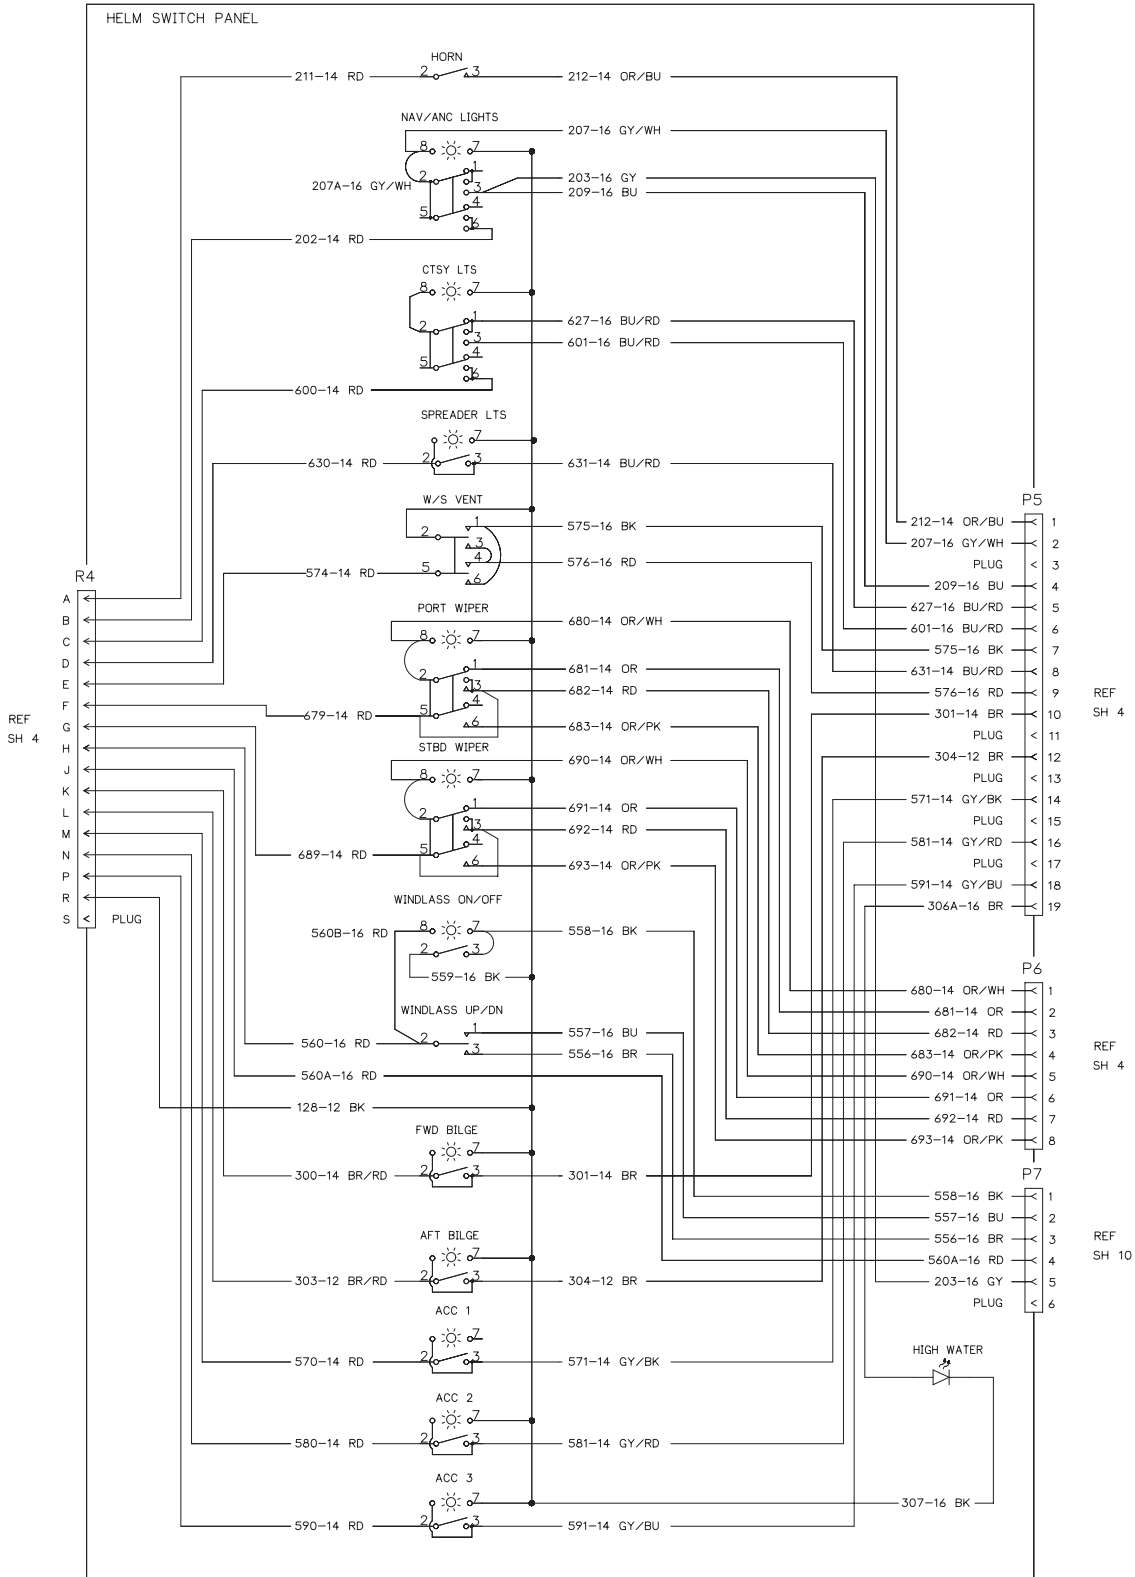 HELM SWITCH PANEL
HORN
211-14 RD 2 3 212-14 OR/BU
NAV/ANC LIGHTS
207-16 GY/WH
8 7
1
2
207A-16 GY/WH
203-16 GY
3
209-16 BU
4
5
6
202-14 RD
CTSY LTS
8 7
1 627-16 BU/RD
2
3 601-16 BU/RD
4
5
6
600-14 RD
SPREADER LTS
7
630-14 RD 2 3 631-14 BU/RD
W/S VENT
1 575-16 BK
2
3
4 576-16 RD
574-14 RD 5
6
PORT WIPER
680-14 OR/WH
8 7
1 681-14 OR
2
3 682-14 RD
4
679-14 RD 5
6 683-14 OR/PK
STBD WIPER
690-14 OR/WH
8 7
1 691-14 OR
2
3 692-14 RD
4
689-14 RD 5
6 693-14 OR/PK
WINDLASS ON/OFF
560B-16 RD 8 7 558-16 BK
2 3
559-16 BK
WINDLASS UP/DN
1 557-16 BU
560-16 RD 2
3 556-16 BR
560A-16 RD
128-12 BK
FWD BILGE
7
300-14 BR/RD 2 3 301-14 BR
AFT BILGE
7
303-12 BR/RD 2 3 304-12 BR
ACC 1
7
570-14 RD 2 3 571-14 GY/BK
ACC 2
7
580-14 RD 2 3 581-14 GY/RD
ACC 3
7
590-14 RD 2 3 591-14 GY/BU
R4
A
B
C
D
E
F
G
H
J
K
L
M
N
P
R
S PLUG
REF
SH 4
P5
212-14 OR/BU 1
207-16 GY/WH 2
PLUG 3
209-16 BU 4
627-16 BU/RD 5
601-16 BU/RD 6
575-16 BK 7
631-14 BU/RD 8
576-16 RD 9
301-14 BR 10
PLUG 11
304-12 BR 12
PLUG 13
571-14 GY/BK 14
PLUG 15
581-14 GY/RD 16
PLUG 17
591-14 GY/BU 18
306A-16 BR 19
REF
SH 4
P6
680-14 OR/WH 1
681-14 OR 2
682-14 RD 3
683-14 OR/PK 4
690-14 OR/WH 5
691-14 OR 6
692-14 RD 7
693-14 OR/PK 8
REF
SH 4
P7
558-16 BK 1
557-16 BU 2
556-16 BR 3
560A-16 RD 4
203-16 GY 5
PLUG 6
REF
SH 10
HIGH WATER
307-16 BK